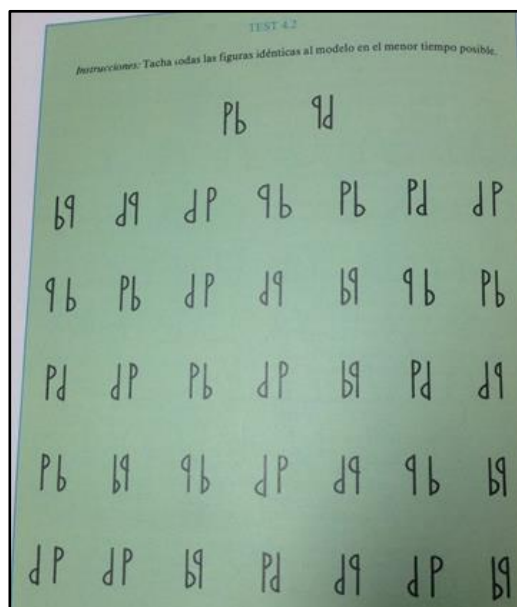 TEST 4.2
Instrucciones: Tacha todas las figuras idénticas al modelo en el menor tiempo posible.
Pb qd
bq dq dP qb Pb Pd dP
qb Pb dP dq bq qb Pb
Pd dP Pb dP bq Pd dq
Pb bq qb dP dq qb bq
dP dP bq Pd dq dP bq